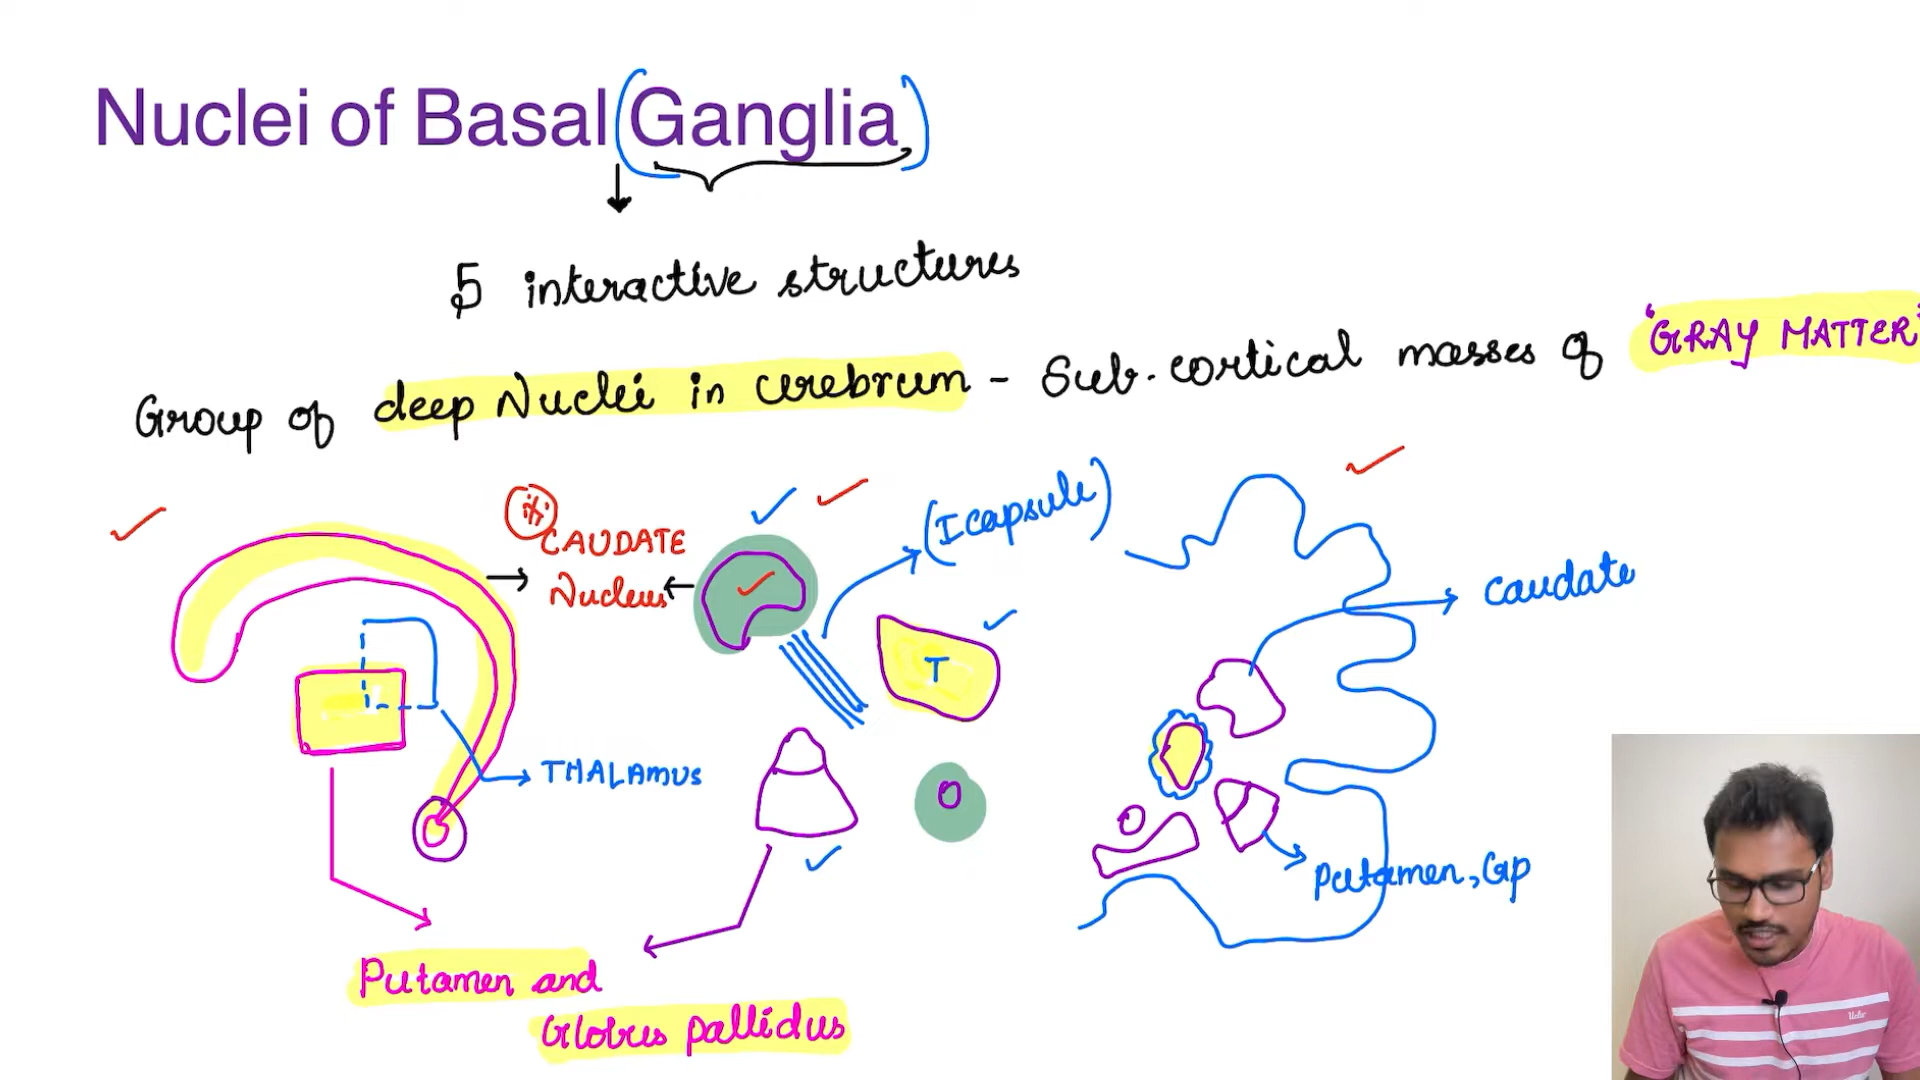 Nuclei of Basal (Ganglia)
5 interactive structures
Group of deep Nuclei in cerebrum - Sub-cortical masses of "GRAY MATTER"
CAUDATE
Nucleus
(I capsule)
caudate
T
THALAMUS
Putamen, GP
Putamen and
Globus pallidus